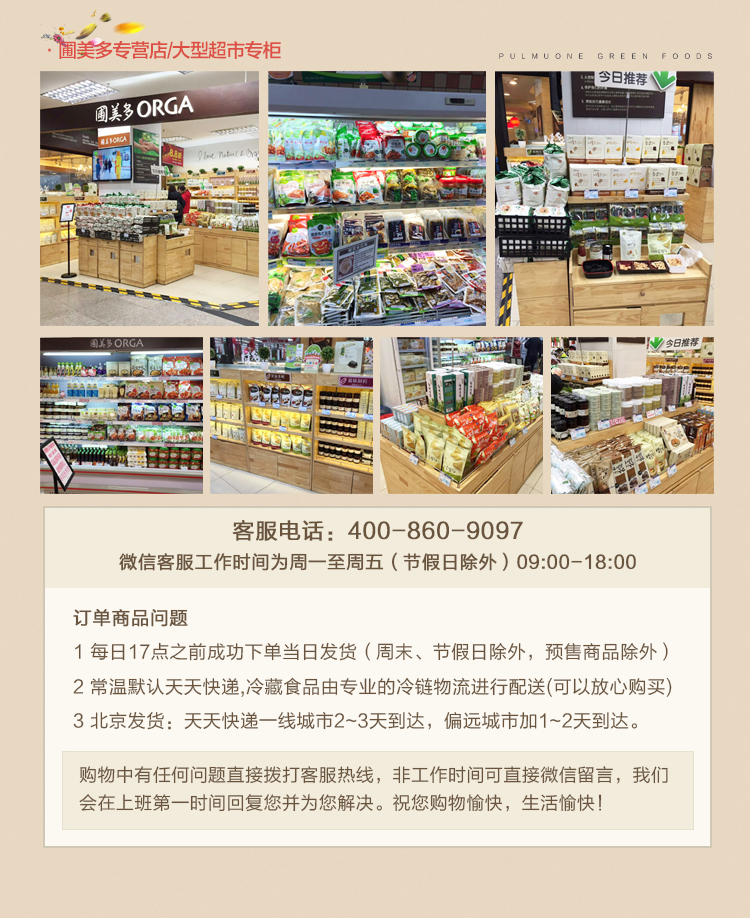 · 圃美多专营店/大型超市专柜
PULMUONE GREEN FOODS
圃美多 ORGA
圃美多 ORGA
I love Natural & Org
今日推荐
圃美多 ORGA
今日推荐
客服电话：400-860-9097
微信客服工作时间为周一至周五（节假日除外）09:00-18:00
订单商品问题
1 每日17点之前成功下单当日发货（周末、节假日除外，预售商品除外）
2 常温默认天天快递,冷藏食品由专业的冷链物流进行配送(可以放心购买)
3 北京发货：天天快递一线城市2~3天到达，偏远城市加1~2天到达。
购物中有任何问题直接拨打客服热线，非工作时间可直接微信留言，我们
会在上班第一时间回复您并为您解决。祝您购物愉快，生活愉快！